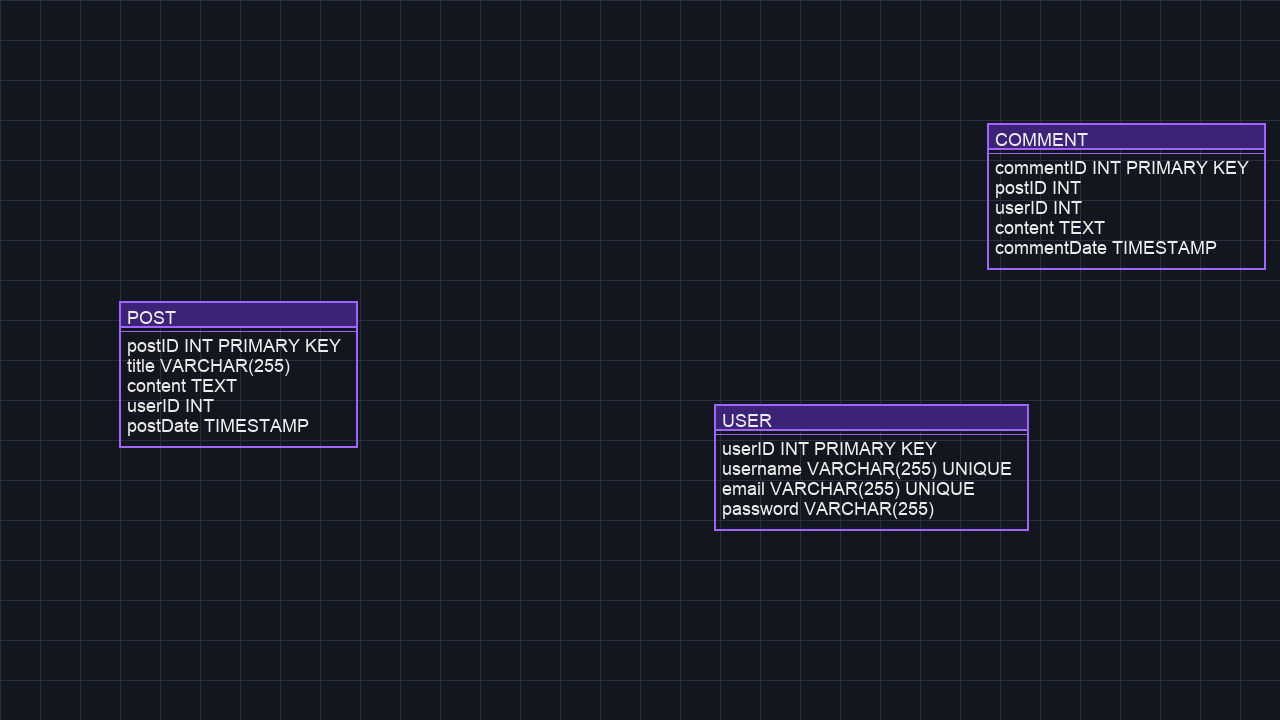 COMMENT
commentID INT PRIMARY KEY
postID INT
userID INT
content TEXT
commentDate TIMESTAMP
POST
postID INT PRIMARY KEY
title VARCHAR(255)
content TEXT
userID INT
postDate TIMESTAMP
USER
userID INT PRIMARY KEY
username VARCHAR(255) UNIQUE
email VARCHAR(255) UNIQUE
password VARCHAR(255)